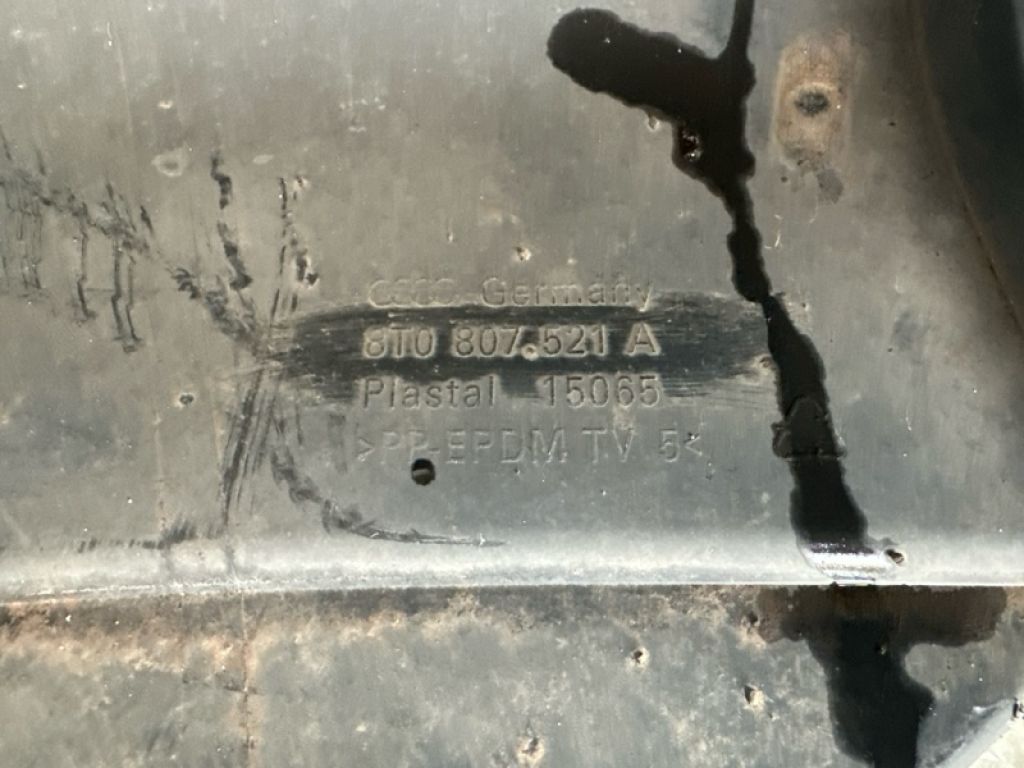 Germany
8T0 807 521 A
Plastal 15065
>PP-EPDM TV 5<